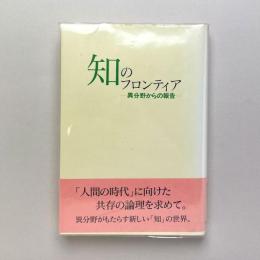 知の
フロンティア
異分野からの報告
「人間の時代」に向けた
共存の論理を求めて。
異分野がもたらす新しい「知」の世界。